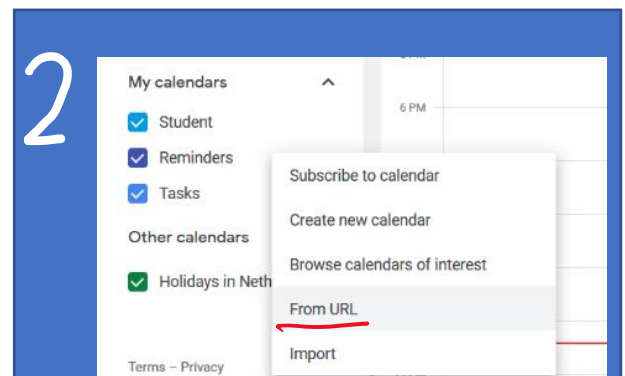 2
My calendars
6 PM
Student
Reminders
Tasks
Other calendars
Holidays in Neth
Subscribe to calendar
Create new calendar
Browse calendars of interest
From URL
Import
Terms – Privacy